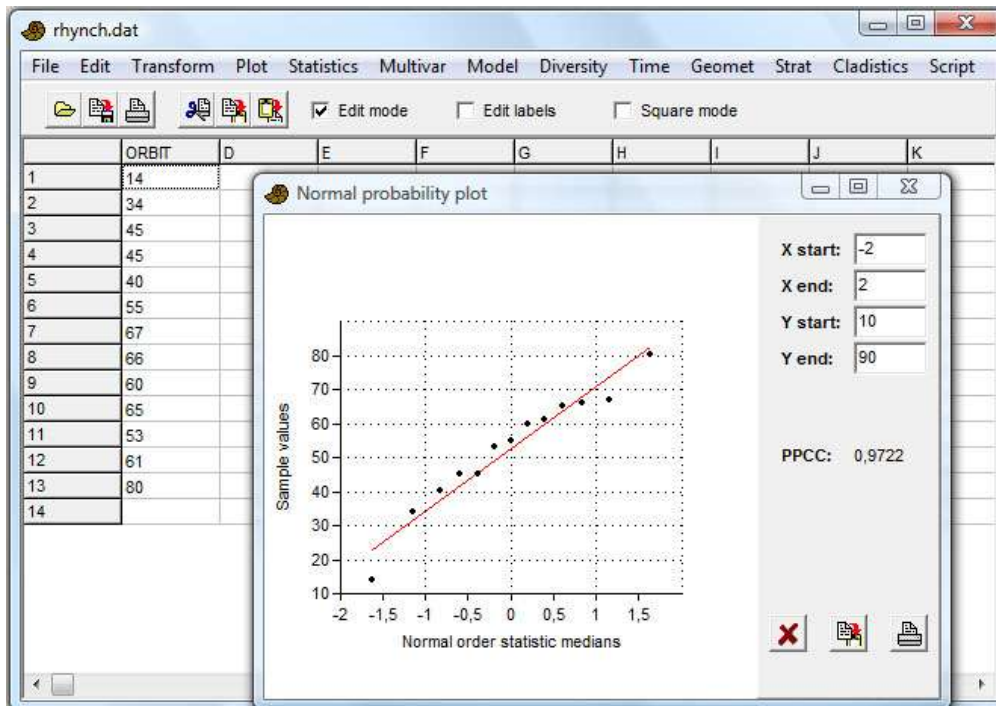 rhynch.dat
File Edit Transform Plot Statistics Multivar Model Diversity Time Geomet Strat Cladistics Script
Edit mode Edit labels Square mode
ORBIT D E F G H I J K
1 14
2 34
3 45
4 45
5 40
6 55
7 67
8 66
9 60
10 65
11 53
12 61
13 80
14
Normal probability plot
X start: -2
X end: 2
Y start: 10
Y end: 90
PPCC: 0,9722
Sample values
80
70
60
50
40
30
20
10
-2 -1,5 -1 -0,5 0 0,5 1 1,5
Normal order statistic medians